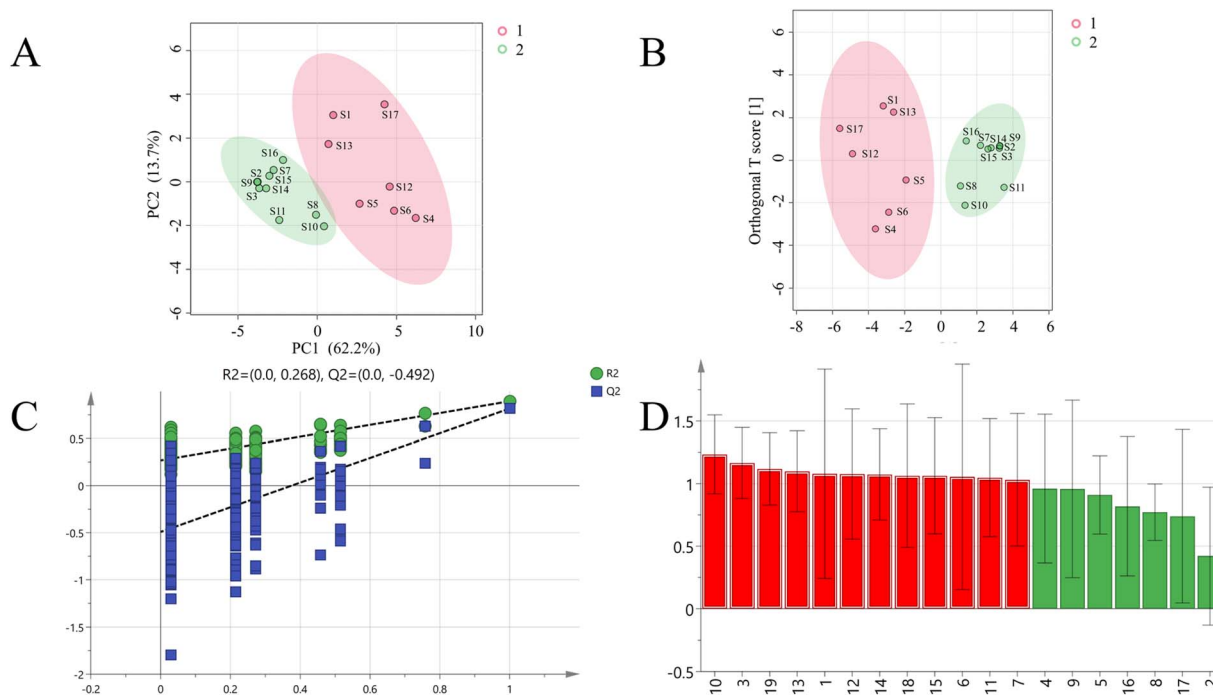 A
1
2
6
4
2
0
-2
-4
-6
PC2 (13.7%)
S1
S17
S13
S16
S2
S7
S9
S15
S3
S14
S12
S5
S6
S4
S11
S8
S10
-5
0
5
10
PC1 (62.2%)
B
1
2
6
4
2
0
-2
-4
-6
Orthogonal T score [1]
S1
S13
S17
S12
S5
S6
S4
S16
S7
S14
S9
S15
S2
S3
S8
S11
S10
-8
-6
-4
-2
0
2
4
6
C
R2=(0.0, 0.268), Q2=(0.0, -0.492)
R2
Q2
0.5
0
-0.5
-1
-1.5
-2
-0.2
0
0.2
0.4
0.6
0.8
1
D
1.5
1
0.5
0
-0.5
10
3
19
13
1
12
14
18
15
6
11
7
4
9
5
16
8
17
2